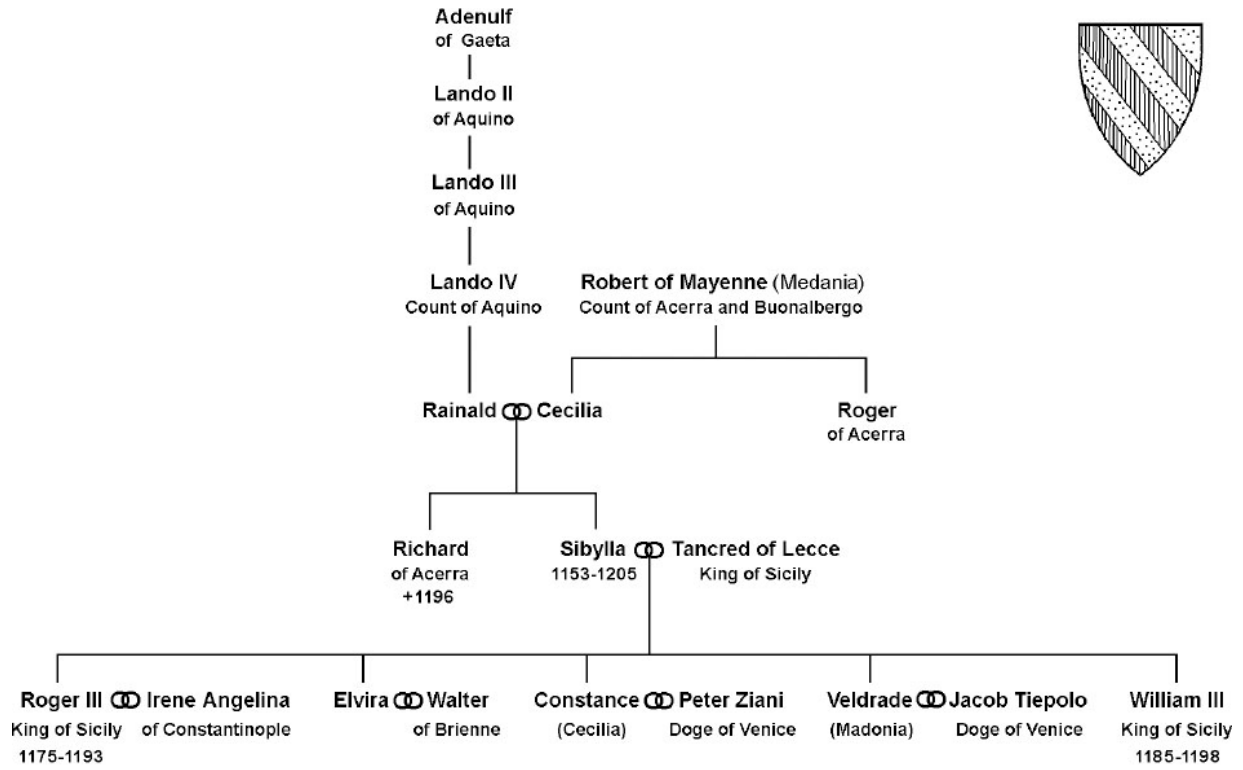 Adenulf
of Gaeta
Lando II
of Aquino
Lando III
of Aquino
Lando IV
Count of Aquino
Robert of Mayenne (Medania)
Count of Acerra and Buonalbergo
Rainald
Cecilia
Roger
of Acerra
Richard
of Acerra
+1196
Sibylla
1153-1205
Tancred of Lecce
King of Sicily
Roger III
King of Sicily
1175-1193
Irene Angelina
of Constantinople
Elvira
Walter
of Brienne
Constance
(Cecilia)
Peter Ziani
Doge of Venice
Veldrade
(Madonia)
Jacob Tiepolo
Doge of Venice
William III
King of Sicily
1185-1198